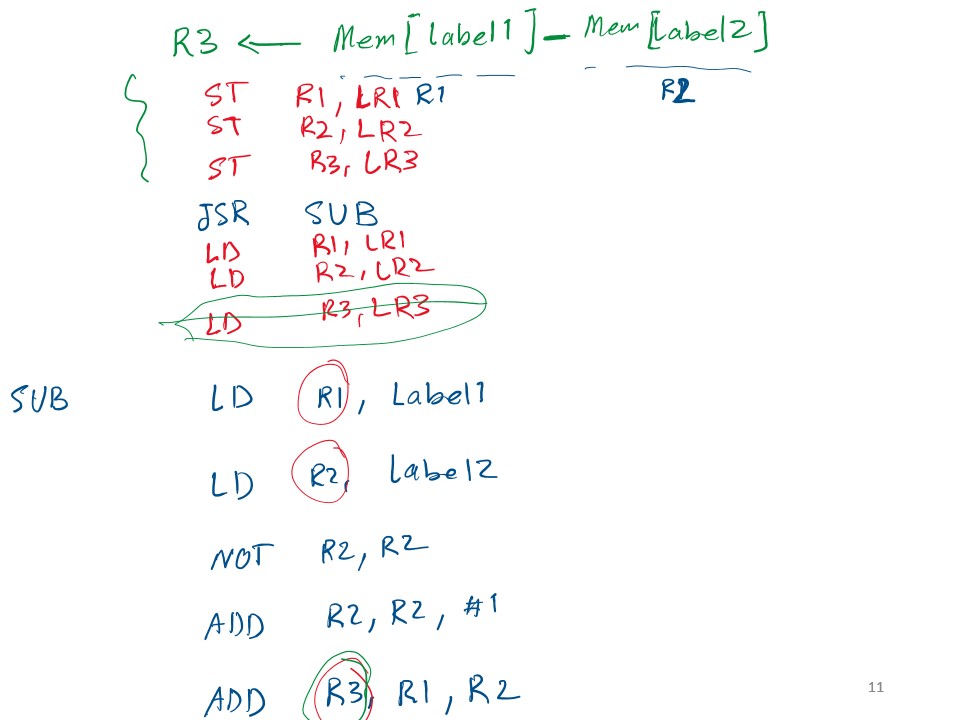 R3 ← Mem[label1] - Mem[label2]
ST R1, LR1 R1 R2
ST R2, LR2
ST R3, LR3
JSR SUB
LD R1, LR1
LD R2, LR2
LD R3, LR3
SUB LD R1, Label1
LD R2, label2
NOT R2, R2
ADD R2, R2, #1
ADD R3, R1, R2
11